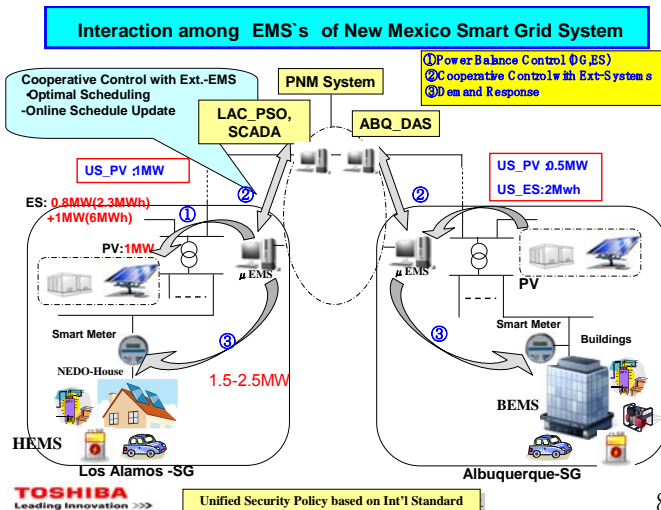 Interaction among EMS`s of New Mexico Smart Grid System
①Power Balance Control (DG,ES)
②Cooperative Control with Ext-Systems
③Demand Response
Cooperative Control with Ext.-EMS
・Optimal Scheduling
-Online Schedule Update
PNM System
LAC_PSO,
SCADA
ABQ_DAS
US_PV :1MW
US_PV :0.5MW
US_ES:2Mwh
ES: 0.8MW(2.3MWh)
+1MW(6MWh)
①
②
②
①
PV:1MW
μEMS
μEMS
PV
Smart Meter
③
③
Smart Meter
Buildings
NEDO-House
1.5-2.5MW
BEMS
HEMS
Los Alamos -SG
Albuquerque-SG
TOSHIBA
Leading Innovation >>>
Unified Security Policy based on Int'l Standard